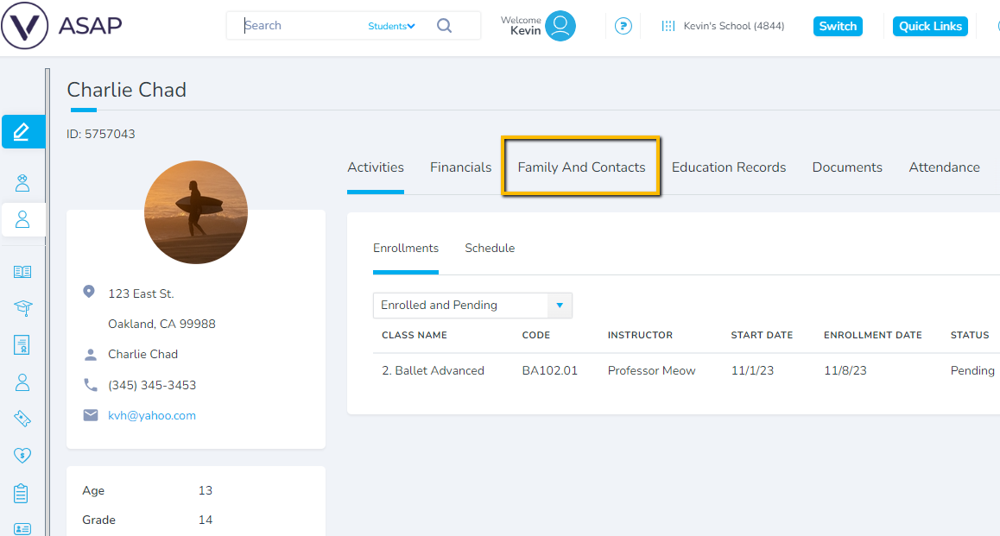 ASAP
Search
Students
Welcome
Kevin
?
Kevin's School (4844)
Switch
Quick Links
Charlie Chad
ID: 5757043
Activities
Financials
Family And Contacts
Education Records
Documents
Attendance
123 East St.
Oakland, CA 99988
Charlie Chad
(345) 345-3453
kvh@yahoo.com
Age 13
Grade 14
Enrollments
Schedule
Enrolled and Pending
CLASS NAME CODE INSTRUCTOR START DATE ENROLLMENT DATE STATUS
2. Ballet Advanced BA102.01 Professor Meow 11/1/23 11/8/23 Pending